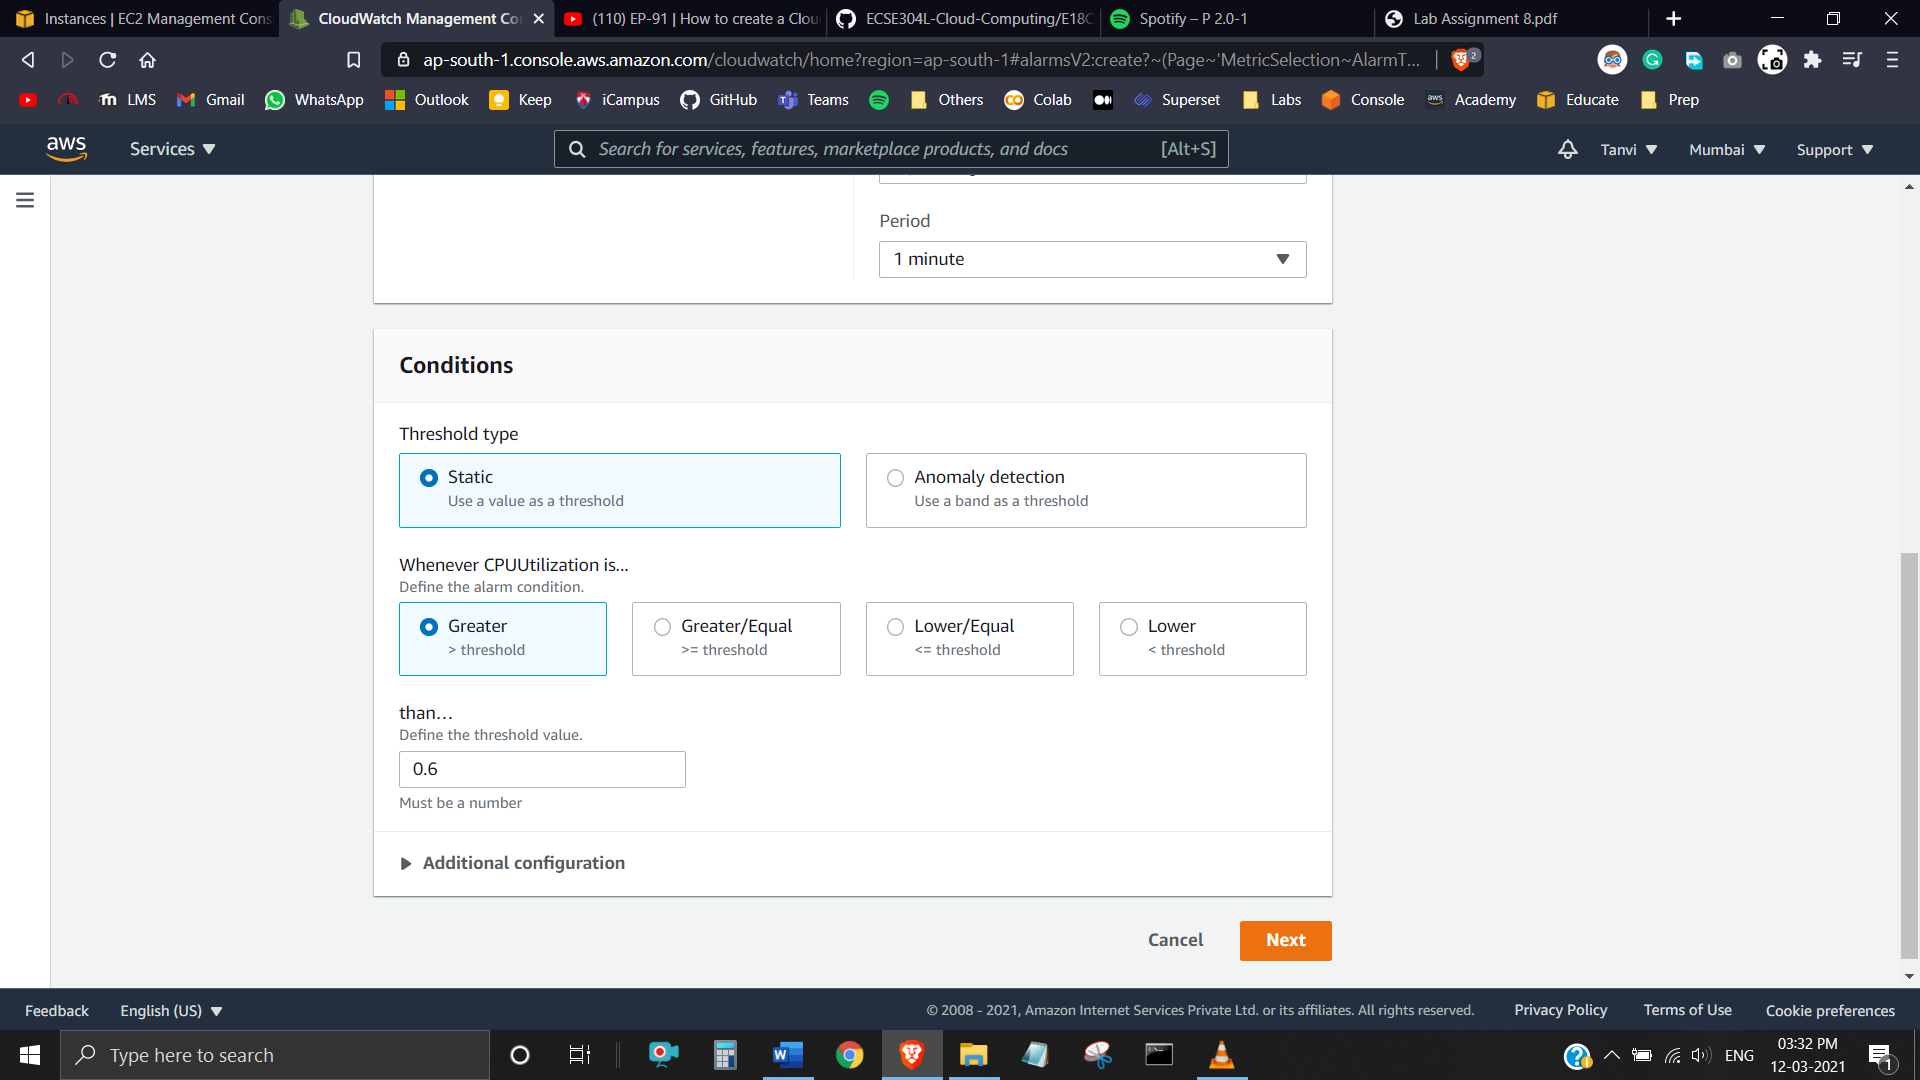 Instances | EC2 Management Cons
CloudWatch Management Co
(110) EP-91 | How to create a Clou
ECSE304L-Cloud-Computing/E18C
Spotify – P 2.0-1
Lab Assignment 8.pdf
ap-south-1.console.aws.amazon.com/cloudwatch/home?region=ap-south-1#alarmsV2:create?~(Page~'MetricSelection~AlarmT...
2
LMS
Gmail
WhatsApp
Outlook
Keep
iCampus
GitHub
Teams
Others
Colab
Superset
Labs
Console
Academy
Educate
Prep
aws
Services
Search for services, features, marketplace products, and docs
[Alt+S]
Tanvi
Mumbai
Support
Period
1 minute
Conditions
Threshold type
Static
Use a value as a threshold
Anomaly detection
Use a band as a threshold
Whenever CPUUtilization is...
Define the alarm condition.
Greater
> threshold
Greater/Equal
>= threshold
Lower/Equal
<= threshold
Lower
< threshold
than…
Define the threshold value.
0.6
Must be a number
Additional configuration
Cancel
Next
Feedback
English (US)
© 2008 - 2021, Amazon Internet Services Private Ltd. or its affiliates. All rights reserved.
Privacy Policy
Terms of Use
Cookie preferences
Type here to search
ENG
03:32 PM
12-03-2021
1